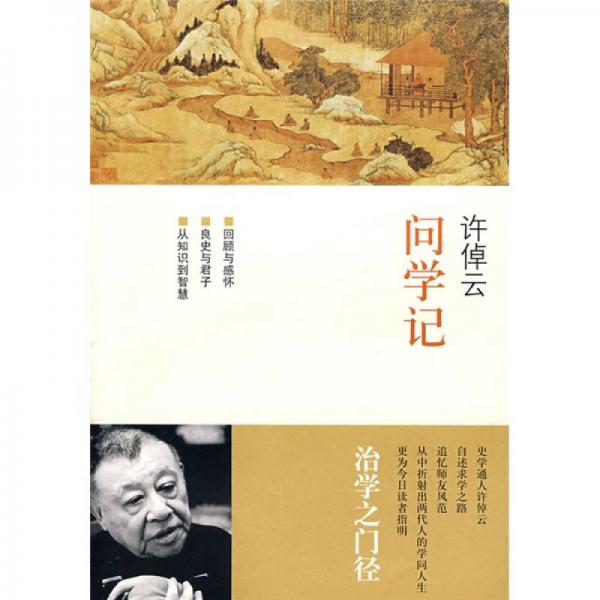 许倬云
问学记
回顾与感怀
良史与君子
从知识到智慧
史学通人许倬云
自述求学之路
追忆师友风范
从中折射出两代人的学问人生
更为今日读者指明
治学之门径